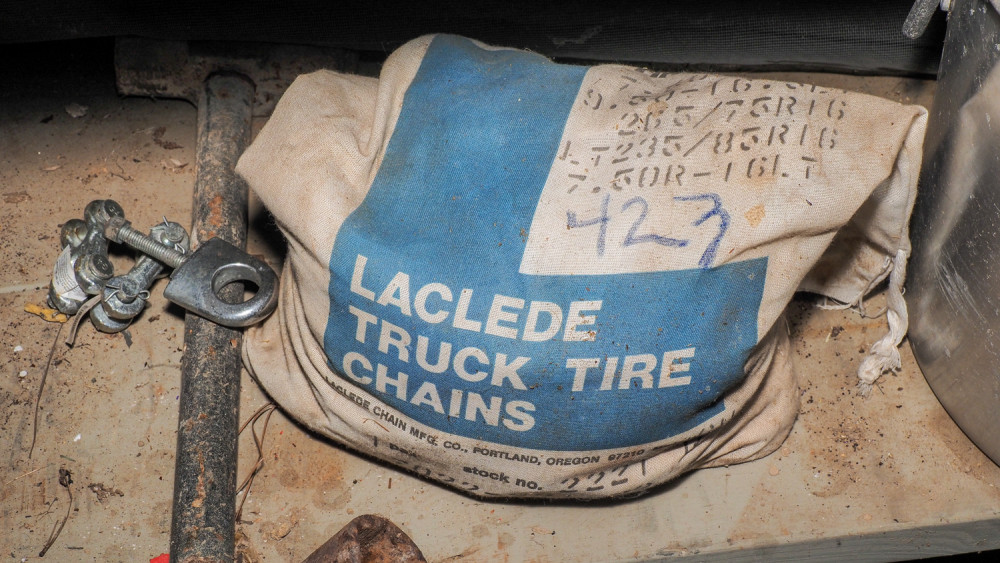 265/75R16
LT235/85R16
7.50R-16LT
423
LACLEDE
TRUCK TIRE
CHAINS
LACLEDE CHAIN MFG. CO., PORTLAND, OREGON 97210
stock no.